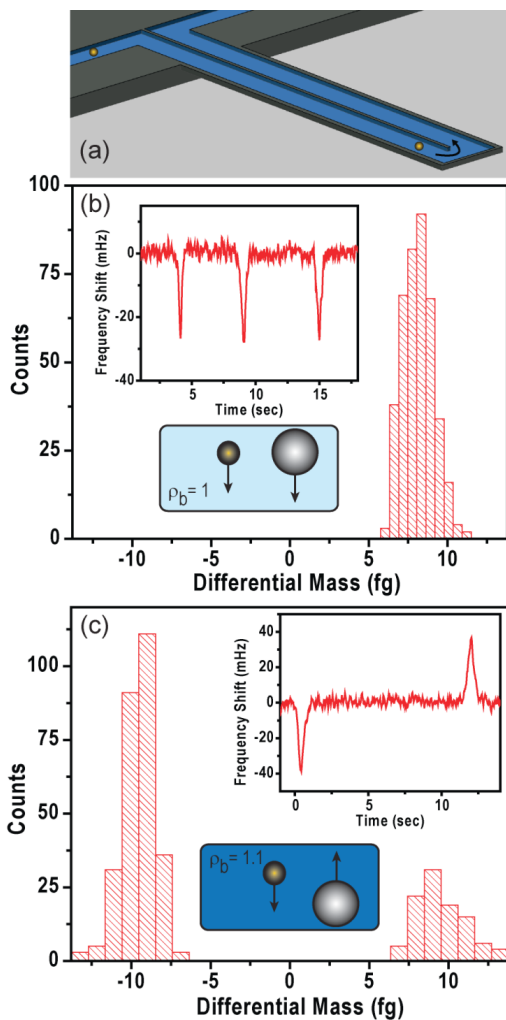 (a)
(b)
100
75
50
25
0
Counts
0
-20
-40
Frequency Shift (mHz)
5
10
15
Time (sec)
ρb= 1
-10
-5
0
5
10
Differential Mass (fg)
(c)
100
75
50
25
0
Counts
40
20
0
-20
-40
Frequency Shift (mHz)
0
5
10
Time (sec)
ρb= 1.1
-10
-5
0
5
10
Differential Mass (fg)